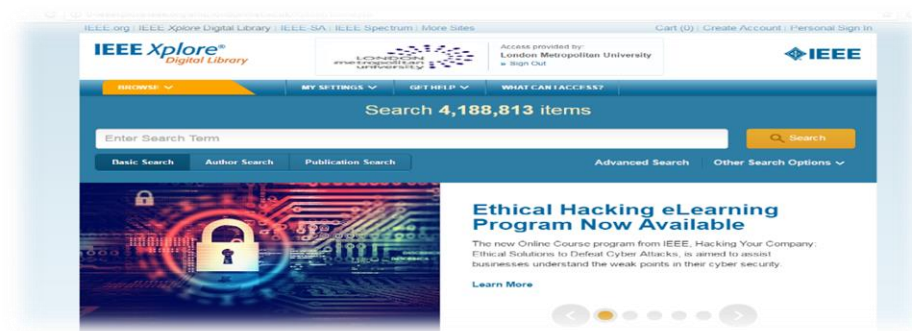 IEEE.org | IEEE Xplore Digital Library | IEEE-SA | IEEE Spectrum | More Sites
Cart (0) | Create Account | Personal Sign In
IEEE Xplore®
Digital Library
LONDON
metropolitan
university
Access provided by:
London Metropolitan University
» Sign Out
IEEE
BROWSE
MY SETTINGS
GET HELP
WHAT CAN I ACCESS?
Search 4,188,813 items
Enter Search Term
Search
Basic Search
Author Search
Publication Search
Advanced Search
Other Search Options
Ethical Hacking eLearning
Program Now Available
The new Online Course program from IEEE, Hacking Your Company:
Ethical Solutions to Defeat Cyber Attacks, is aimed to assist
businesses understand the weak points in their cyber security.
Learn More